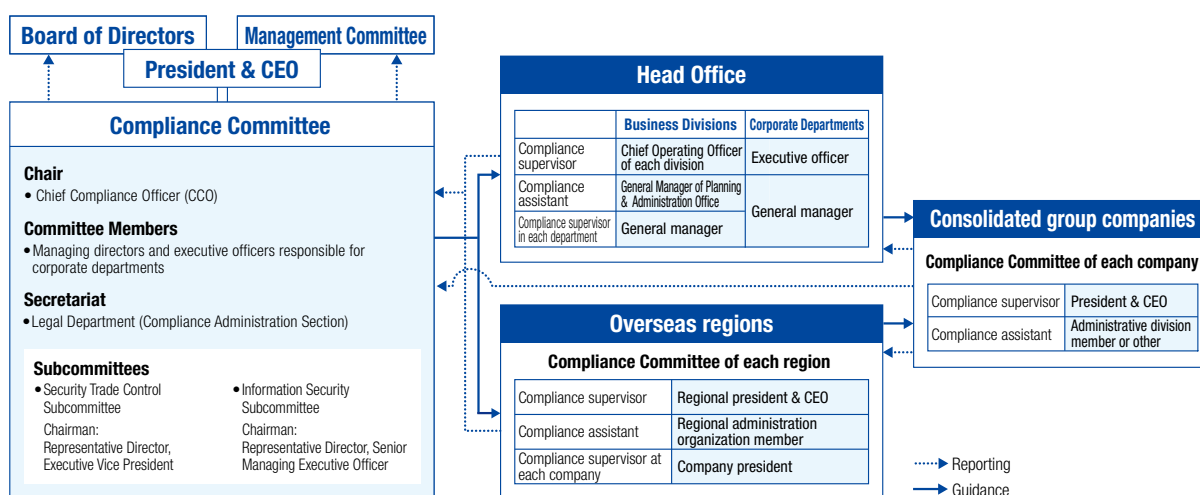 Board of Directors
Management Committee
President & CEO
Compliance Committee
Chair
• Chief Compliance Officer (CCO)
Committee Members
• Managing directors and executive officers responsible for
corporate departments
Secretariat
• Legal Department (Compliance Administration Section)
Subcommittees
• Security Trade Control
Subcommittee
Chairman:
Representative Director,
Executive Vice President
• Information Security
Subcommittee
Chairman:
Representative Director, Senior
Managing Executive Officer
Head Office
Business Divisions
Corporate Departments
Compliance
supervisor
Chief Operating Officer
of each division
Executive officer
Compliance
assistant
General Manager of Planning
& Administration Office
General manager
Compliance supervisor
in each department
General manager
Overseas regions
Compliance Committee of each region
Compliance supervisor
Regional president & CEO
Compliance assistant
Regional administration
organization member
Compliance supervisor at
each company
Company president
Consolidated group companies
Compliance Committee of each company
Compliance supervisor
President & CEO
Compliance assistant
Administrative division
member or other
Reporting
Guidance